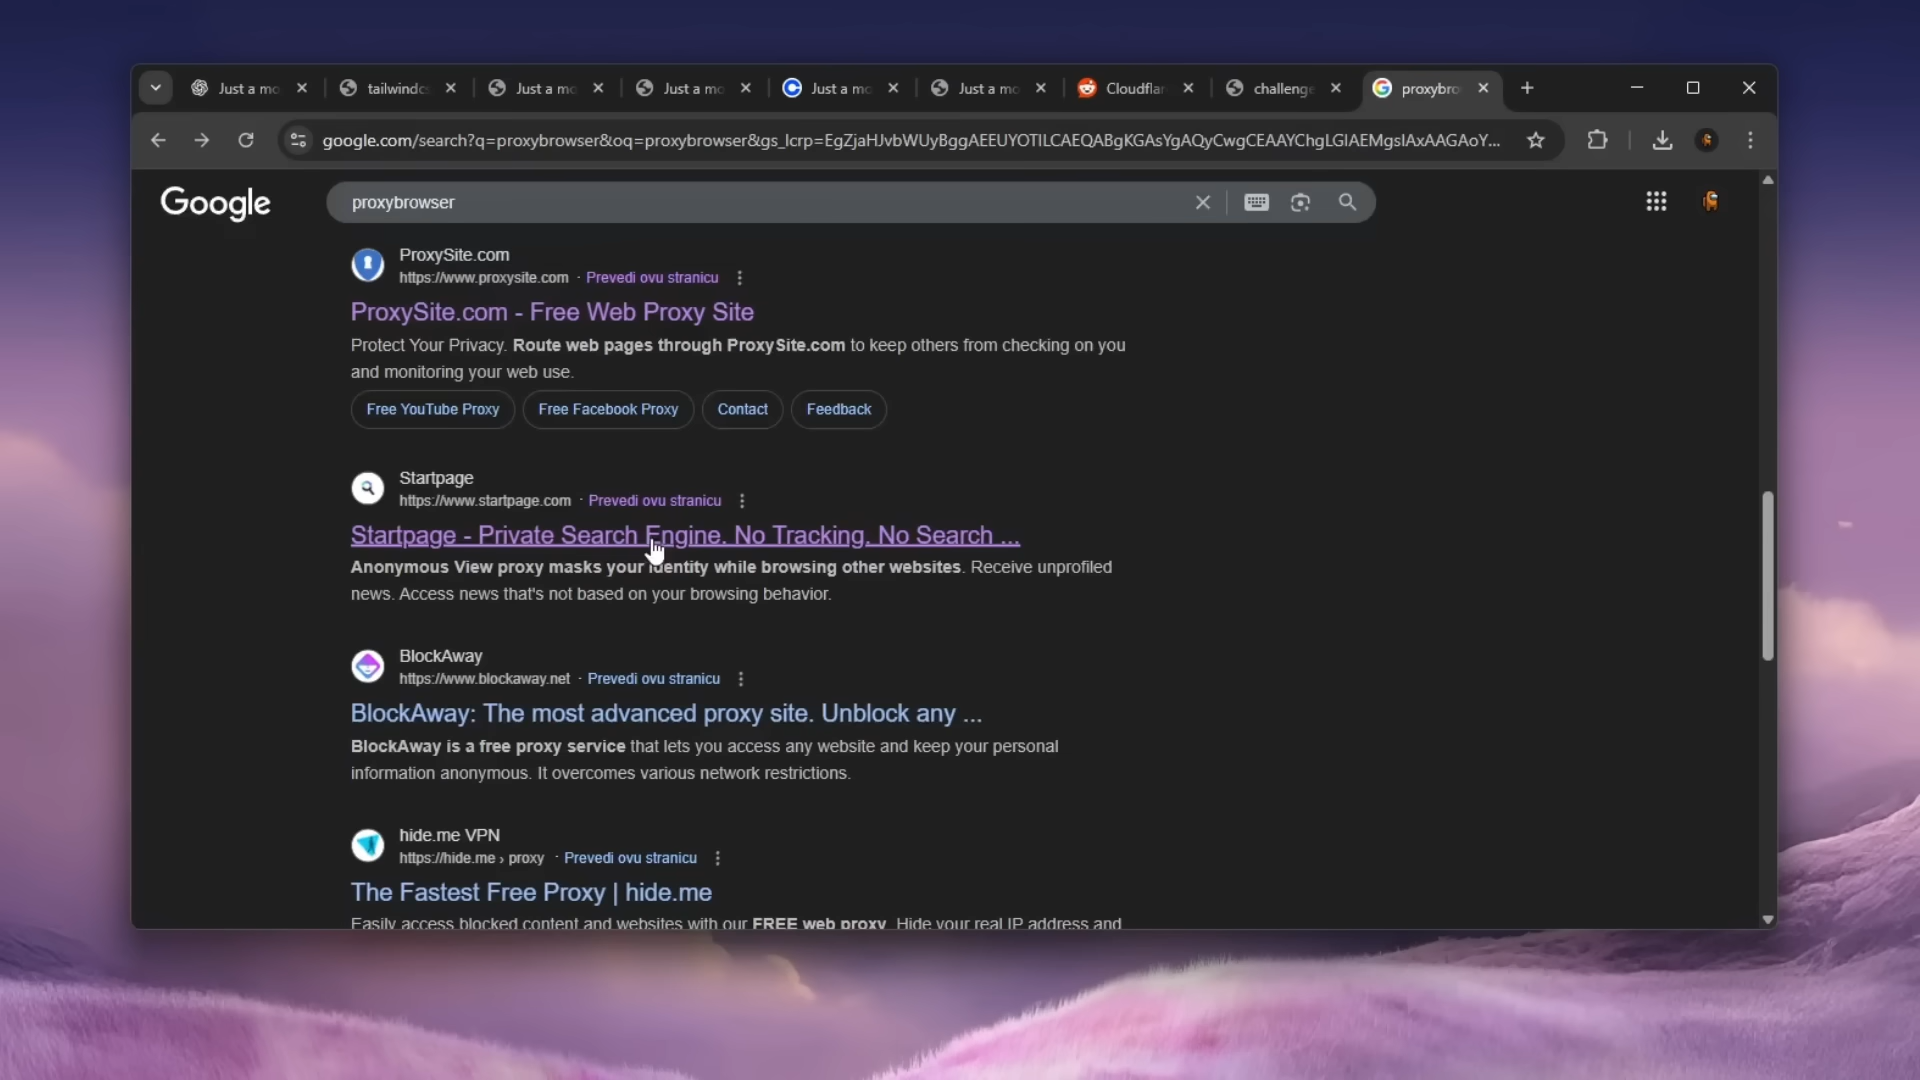 Just a mo
tailwindc
Just a mo
Just a mo
Just a mo
Just a mo
Cloudflar
challenge
proxybro
google.com/search?q=proxybrowser&oq=proxybrowser&gs_lcrp=EgZjaHJvbWUyBggAEEUYOTILCAEQABgKGAsYgAQyCwgCEAAYChgLGIAEMgsIAxAAGAoY...
Google
proxybrowser
ProxySite.com
https://www.proxysite.com · Prevedi ovu stranicu
ProxySite.com - Free Web Proxy Site
Protect Your Privacy. Route web pages through ProxySite.com to keep others from checking on you
and monitoring your web use.
Free YouTube Proxy
Free Facebook Proxy
Contact
Feedback
Startpage
https://www.startpage.com · Prevedi ovu stranicu
Startpage - Private Search Engine. No Tracking. No Search ...
Anonymous View proxy masks your identity while browsing other websites. Receive unprofiled
news. Access news that's not based on your browsing behavior.
BlockAway
https://www.blockaway.net · Prevedi ovu stranicu
BlockAway: The most advanced proxy site. Unblock any ...
BlockAway is a free proxy service that lets you access any website and keep your personal
information anonymous. It overcomes various network restrictions.
hide.me VPN
https://hide.me › proxy · Prevedi ovu stranicu
The Fastest Free Proxy | hide.me
Easily access blocked content and websites with our FREE web proxy. Hide your real IP address and